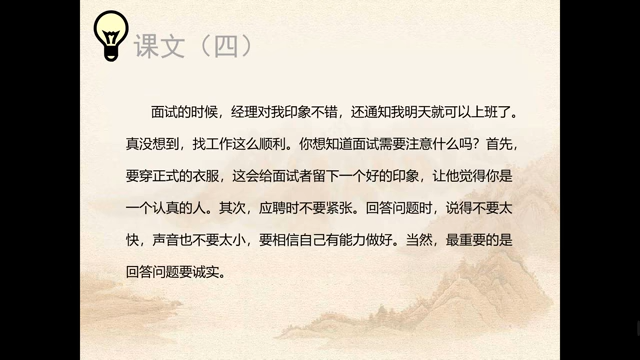 课文（四）
面试的时候，经理对我印象不错，还通知我明天就可以上班了。
真没想到，找工作这么顺利。你想知道面试需要注意什么吗？首先，
要穿正式的衣服，这会给面试者留下一个好的印象，让他觉得你是
一个认真的人。其次，应聘时不要紧张。回答问题时，说得不要太
快，声音也不要太小，要相信自己有能力做好。当然，最重要的是
回答问题要诚实。